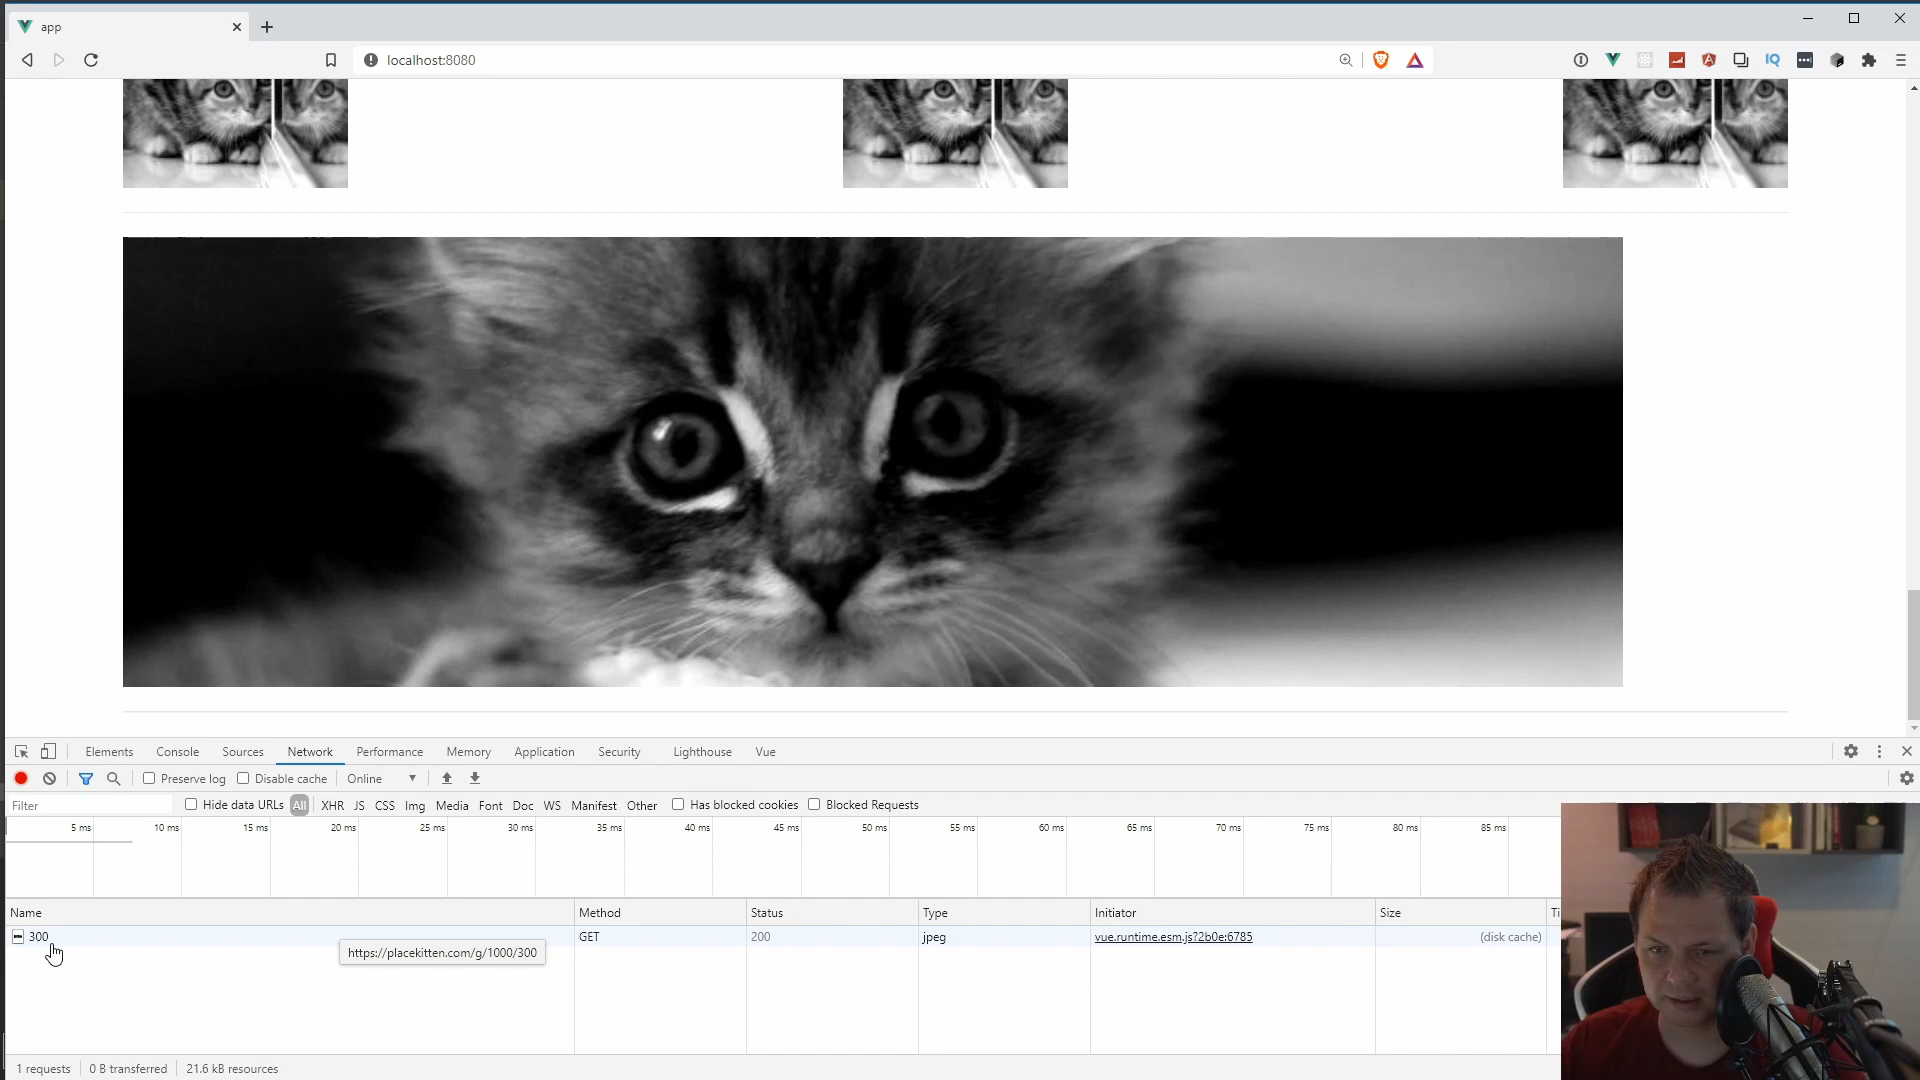 app
localhost:8080
IQ
Elements Console Sources Network Performance Memory Application Security Lighthouse Vue
Preserve log Disable cache Online
Filter Hide data URLs All XHR JS CSS Img Media Font Doc WS Manifest Other Has blocked cookies Blocked Requests
5 ms 10 ms 15 ms 20 ms 25 ms 30 ms 35 ms 40 ms 45 ms 50 ms 55 ms 60 ms 65 ms 70 ms 75 ms 80 ms 85 ms
Name Method Status Type Initiator Size Ti
300 GET 200 jpeg vue.runtime.esm.js?2b0e:6785 (disk cache)
https://placekitten.com/g/1000/300
1 requests 0 B transferred 21.6 kB resources